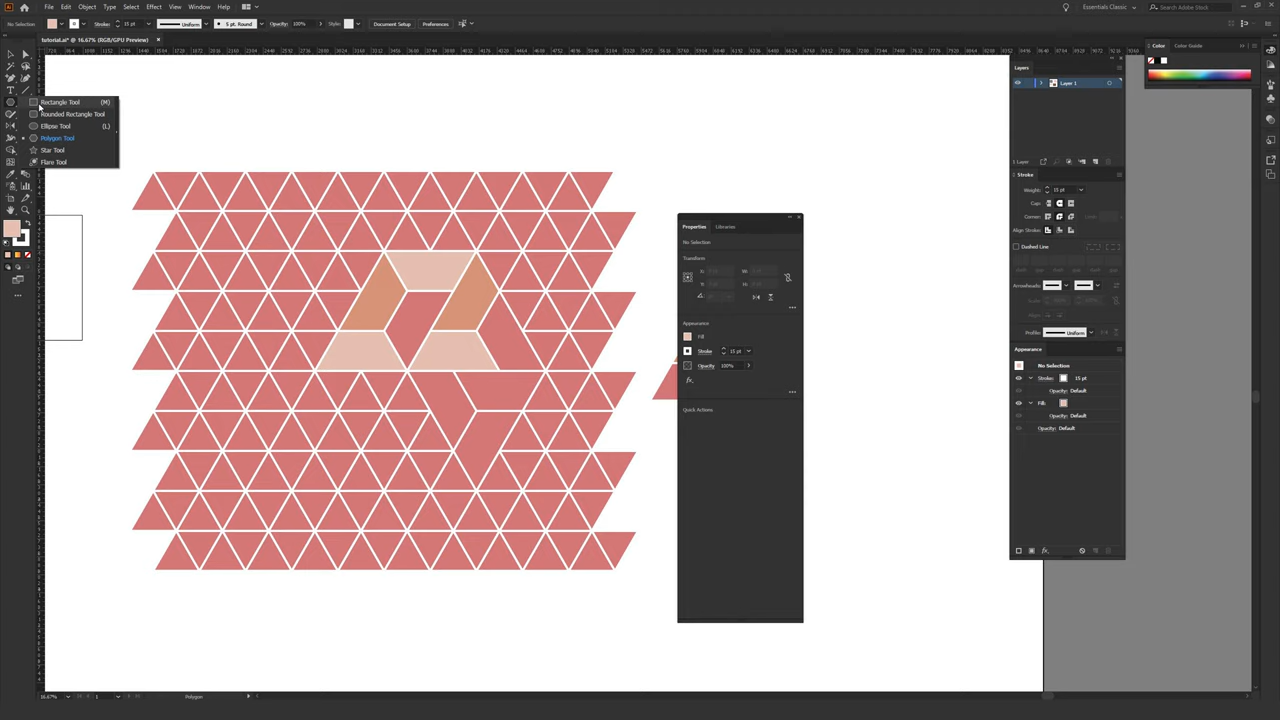 File Edit Object Type Select Effect View Window Help
Essentials Classic
No Selection
Stroke: 15 pt
Uniform
5 pt. Round
Opacity: 100%
Style:
Document Setup
Preferences
tutorial.ai* @ 16.67% (RGB/GPU Preview)
Rectangle Tool (M)
Rounded Rectangle Tool
Ellipse Tool (L)
Polygon Tool
Star Tool
Flare Tool
Properties Libraries
No Selection
Transform
X:
W:
Y:
H:
Appearance
Fill
Stroke 15 pt
Opacity 100%
fx.
Quick Actions
Layers
Layer 1
1 Layer
Stroke
Weight: 15 pt
Cap:
Corner:
Align Stroke:
Dashed Line
Arrowheads:
Scale:
Align:
Profile: Uniform
Appearance
No Selection
Stroke: 15 pt
Opacity: Default
Fill:
Opacity: Default
Opacity: Default
Color Color Guide
16.67%
1
Polygon